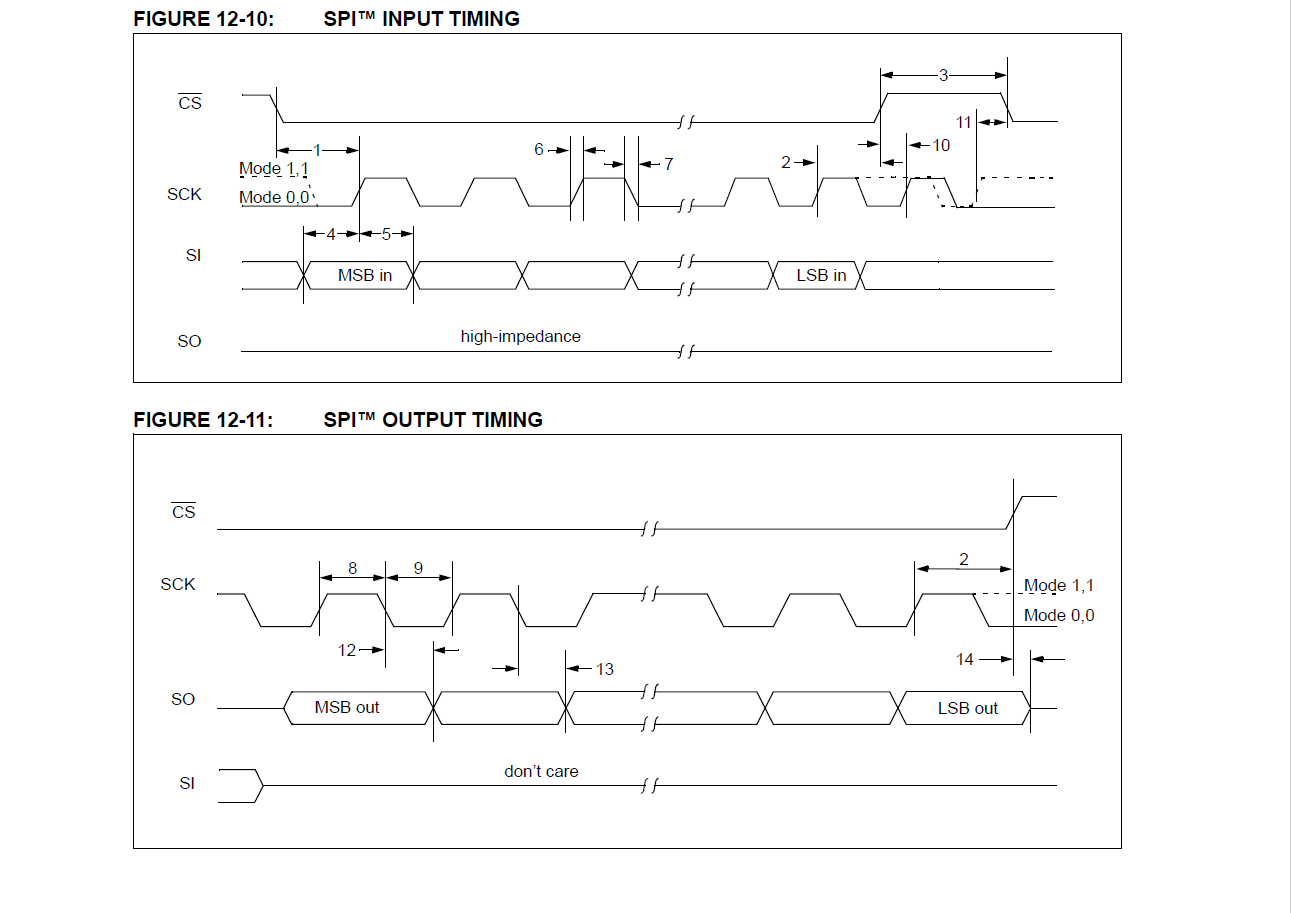 FIGURE 12-10: SPI™ INPUT TIMING
3
CS
11
1
6
7
2
10
Mode 1,1
SCK
Mode 0,0
4
5
SI
MSB in
LSB in
high-impedance
SO
FIGURE 12-11: SPI™ OUTPUT TIMING
CS
2
8
9
SCK
Mode 1,1
Mode 0,0
12
14
13
SO
MSB out
LSB out
don't care
SI